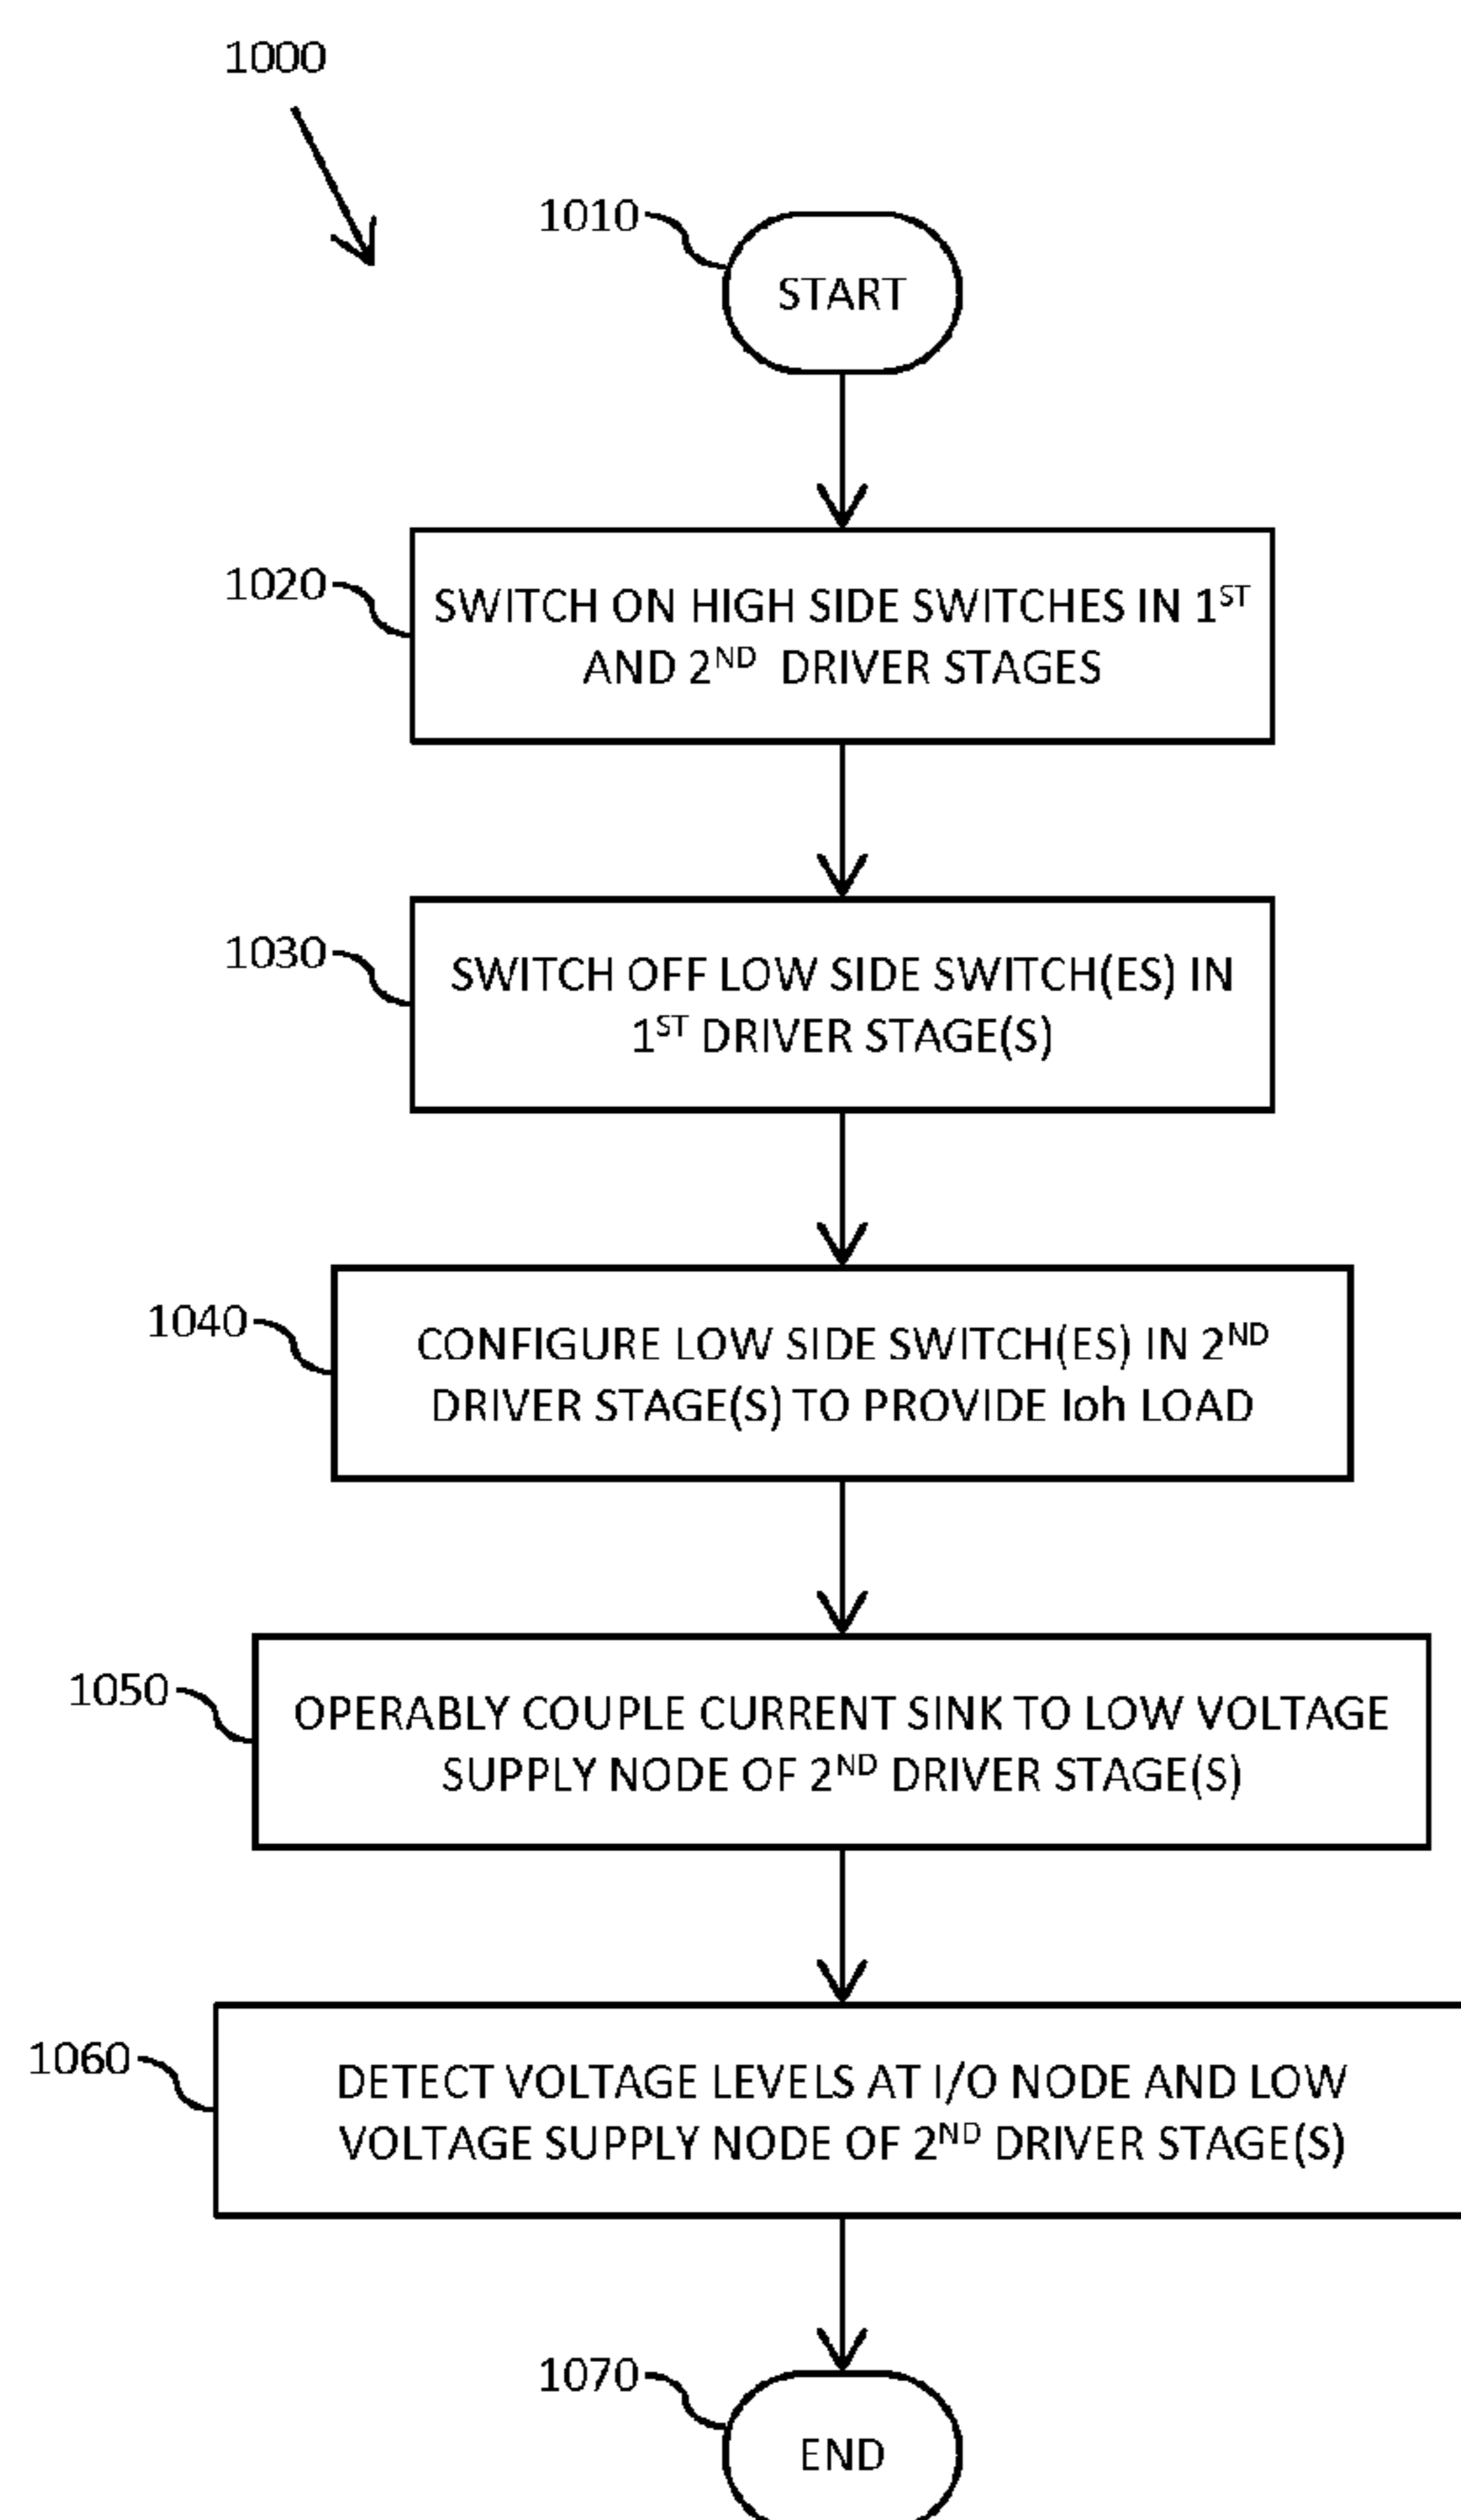 1000
1010
START
1020
SWITCH ON HIGH SIDE SWITCHES IN 1ST
AND 2ND DRIVER STAGES
1030
SWITCH OFF LOW SIDE SWITCH(ES) IN
1ST DRIVER STAGE(S)
1040
CONFIGURE LOW SIDE SWITCH(ES) IN 2ND
DRIVER STAGE(S) TO PROVIDE Ioh LOAD
1050
OPERABLY COUPLE CURRENT SINK TO LOW VOLTAGE
SUPPLY NODE OF 2ND DRIVER STAGE(S)
1060
DETECT VOLTAGE LEVELS AT I/O NODE AND LOW
VOLTAGE SUPPLY NODE OF 2ND DRIVER STAGE(S)
1070
END